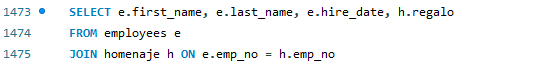 1473 SELECT e.first_name, e.last_name, e.hire_date, h.regalo
1474 FROM employees e
1475 JOIN homenaje h ON e.emp_no = h.emp_no